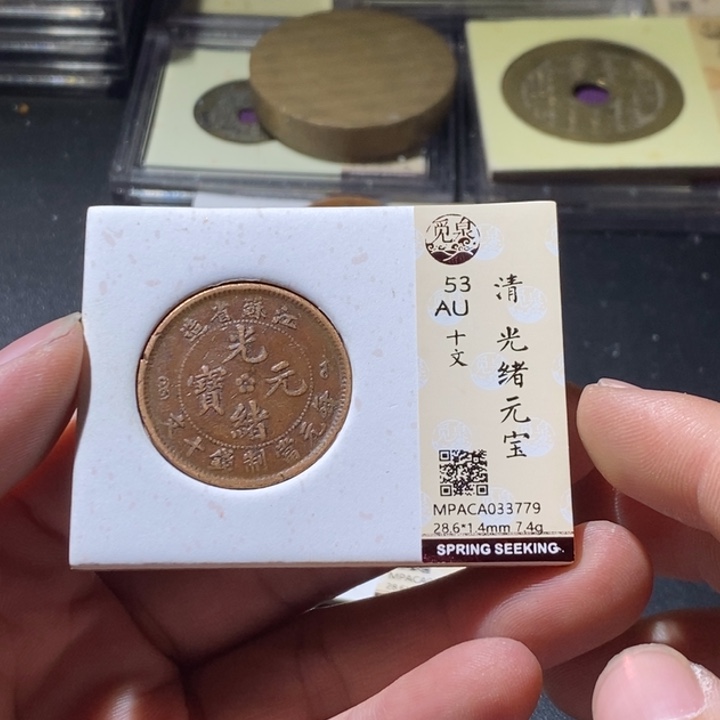 江蘇省造
光緒元寶
每元當制錢十文
觅泉
53
AU
十文
清 光绪元宝
MPACA033779
28.6*1.4mm 7.4g
SPRING SEEKING
MPACA